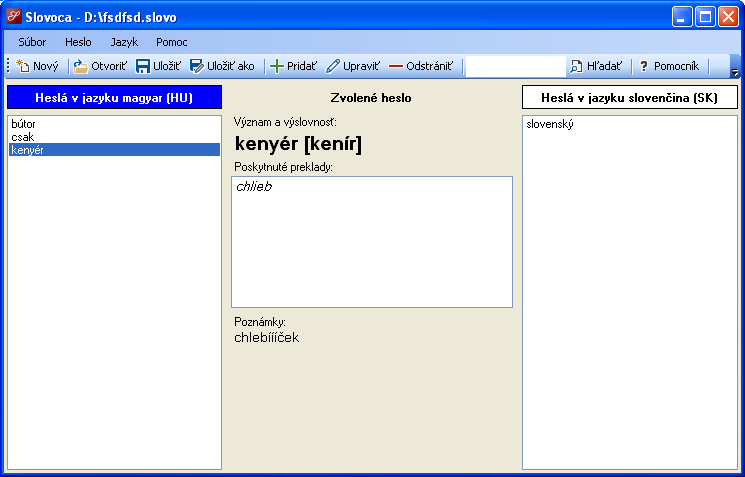 Slovoca - D:\fsdfsd.slovo
Súbor Heslo Jazyk Pomoc
Nový Otvoriť Uložiť Uložiť ako Pridať Upraviť Odstrániť Hľadať Pomocník
Heslá v jazyku magyar (HU)
bútor
csak
kenyér
Zvolené heslo
Význam a výslovnosť:
kenyér [kenír]
Poskytnuté preklady:
chlieb
Poznámky:
chlebíííček
Heslá v jazyku slovenčina (SK)
slovenský